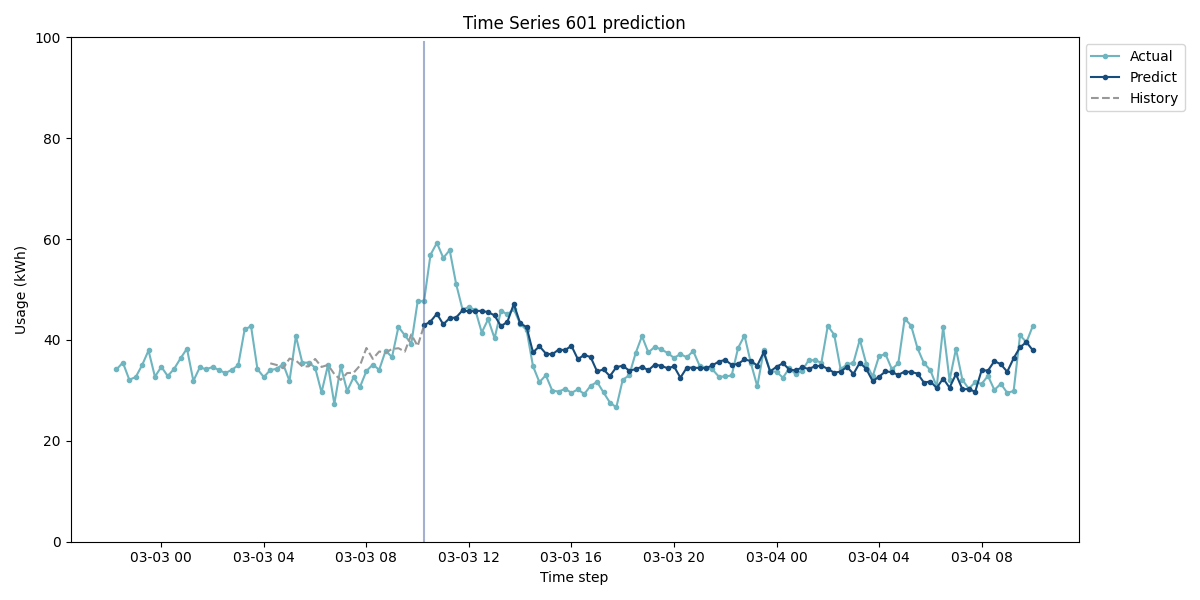 Time Series 601 prediction
Actual
Predict
History
Usage (kWh)
100
80
60
40
20
0
03-03 00
03-03 04
03-03 08
03-03 12
03-03 16
03-03 20
03-04 00
03-04 04
03-04 08
Time step